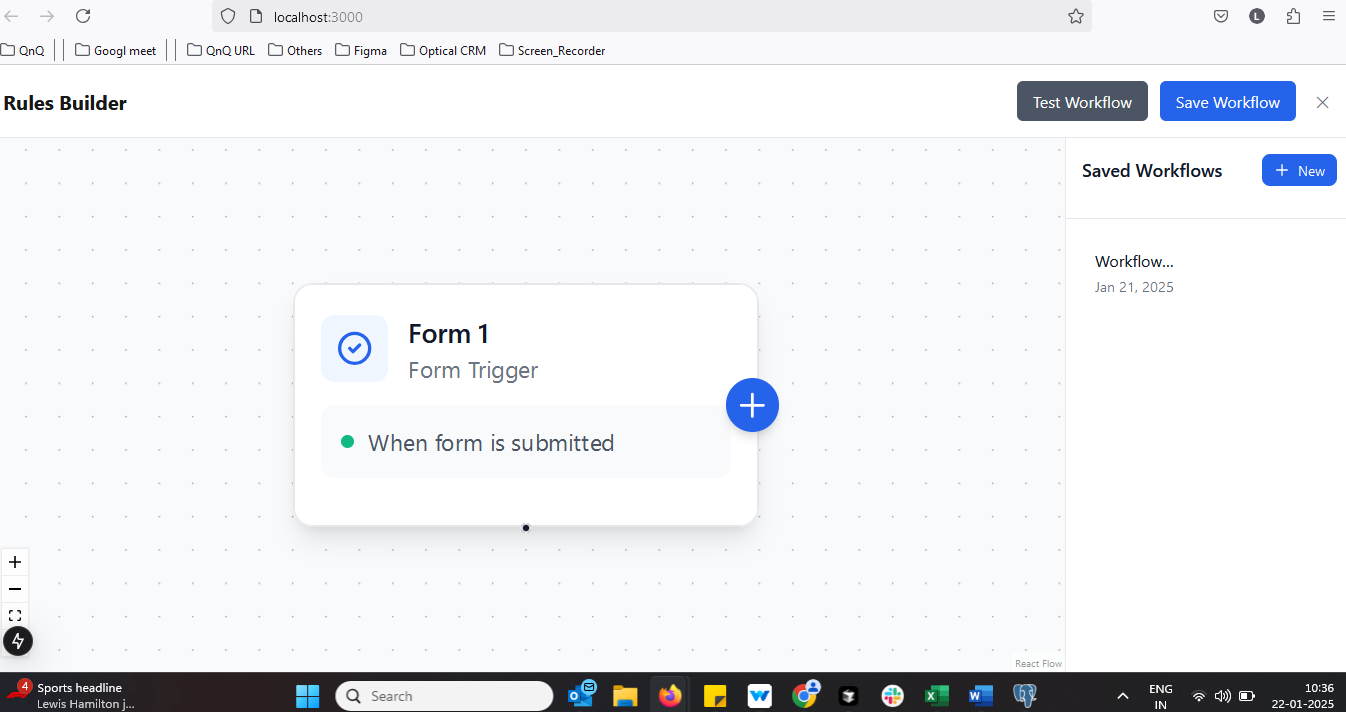 localhost:3000
QnQ
Googl meet
QnQ URL
Others
Figma
Optical CRM
Screen_Recorder
Rules Builder
Test Workflow
Save Workflow
Saved Workflows
New
Workflow...
Jan 21, 2025
Form 1
Form Trigger
When form is submitted
React Flow
4
Sports headline
Lewis Hamilton j...
Search
ENG
IN
10:36
22-01-2025